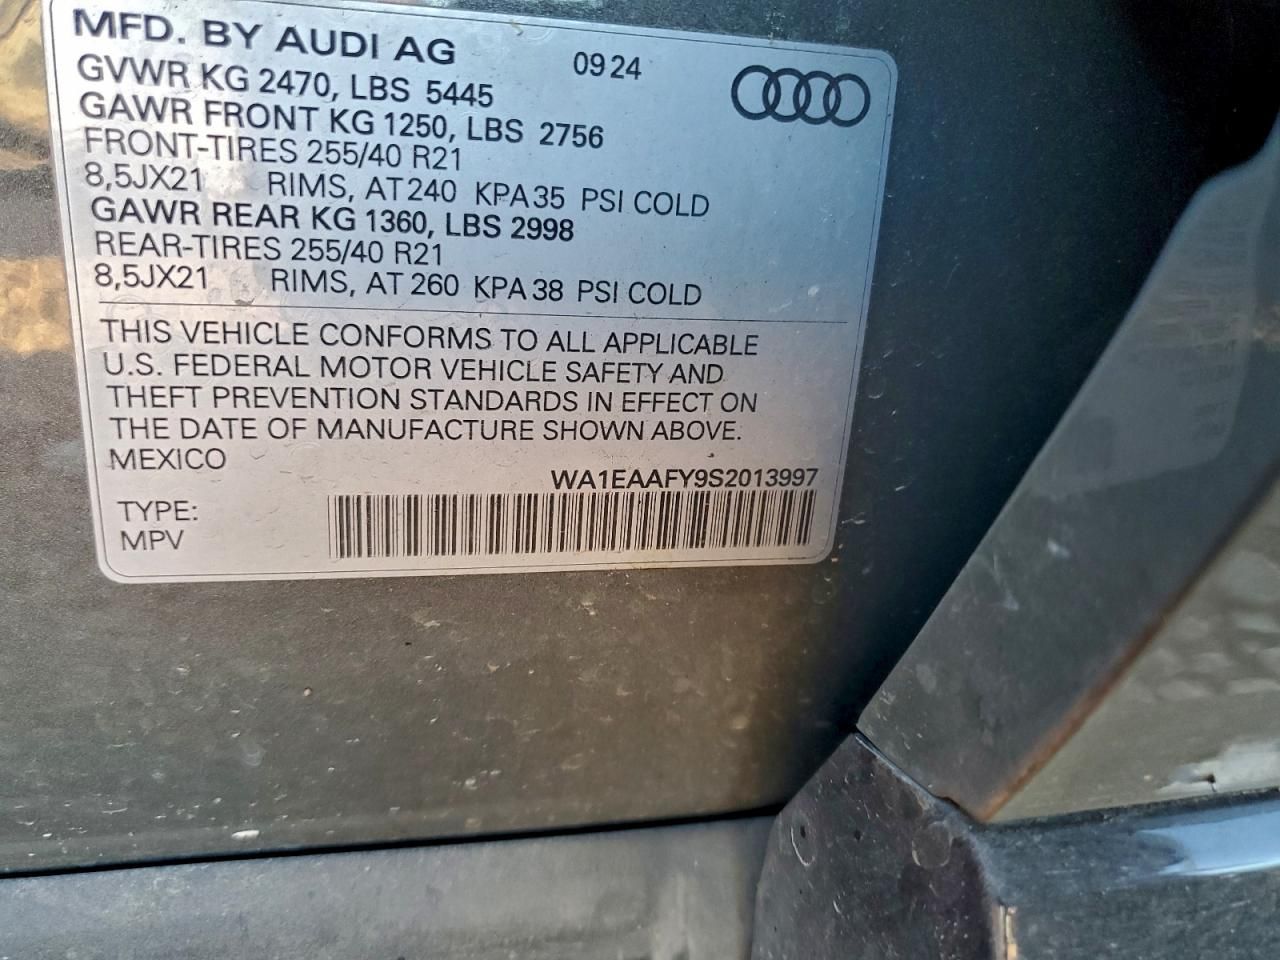 MFD. BY AUDI AG 09 24
GVWR KG 2470, LBS 5445
GAWR FRONT KG 1250, LBS 2756
FRONT-TIRES 255/40 R21
8,5JX21 RIMS, AT 240 KPA 35 PSI COLD
GAWR REAR KG 1360, LBS 2998
REAR-TIRES 255/40 R21
8,5JX21 RIMS, AT 260 KPA 38 PSI COLD
THIS VEHICLE CONFORMS TO ALL APPLICABLE
U.S. FEDERAL MOTOR VEHICLE SAFETY AND
THEFT PREVENTION STANDARDS IN EFFECT ON
THE DATE OF MANUFACTURE SHOWN ABOVE.
MEXICO
WA1EAAFY9S2013997
TYPE:
MPV